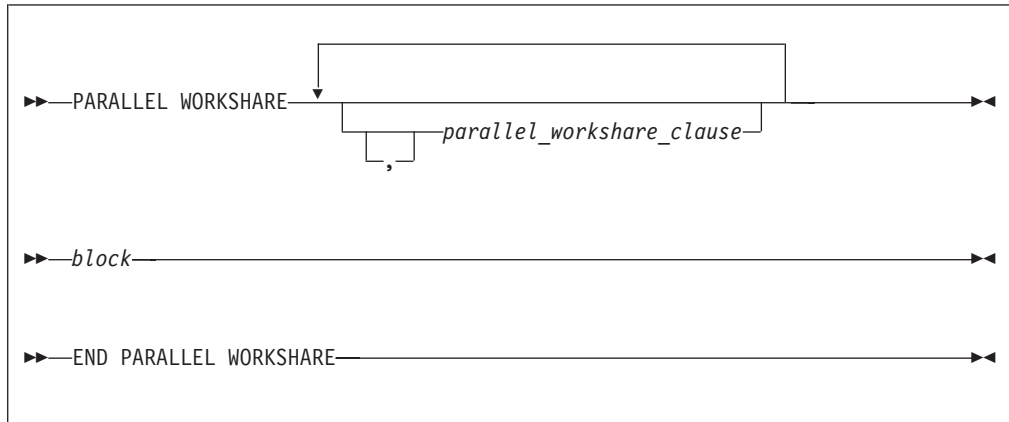 PARALLEL WORKSHARE
parallel_workshare_clause
,
block
END PARALLEL WORKSHARE